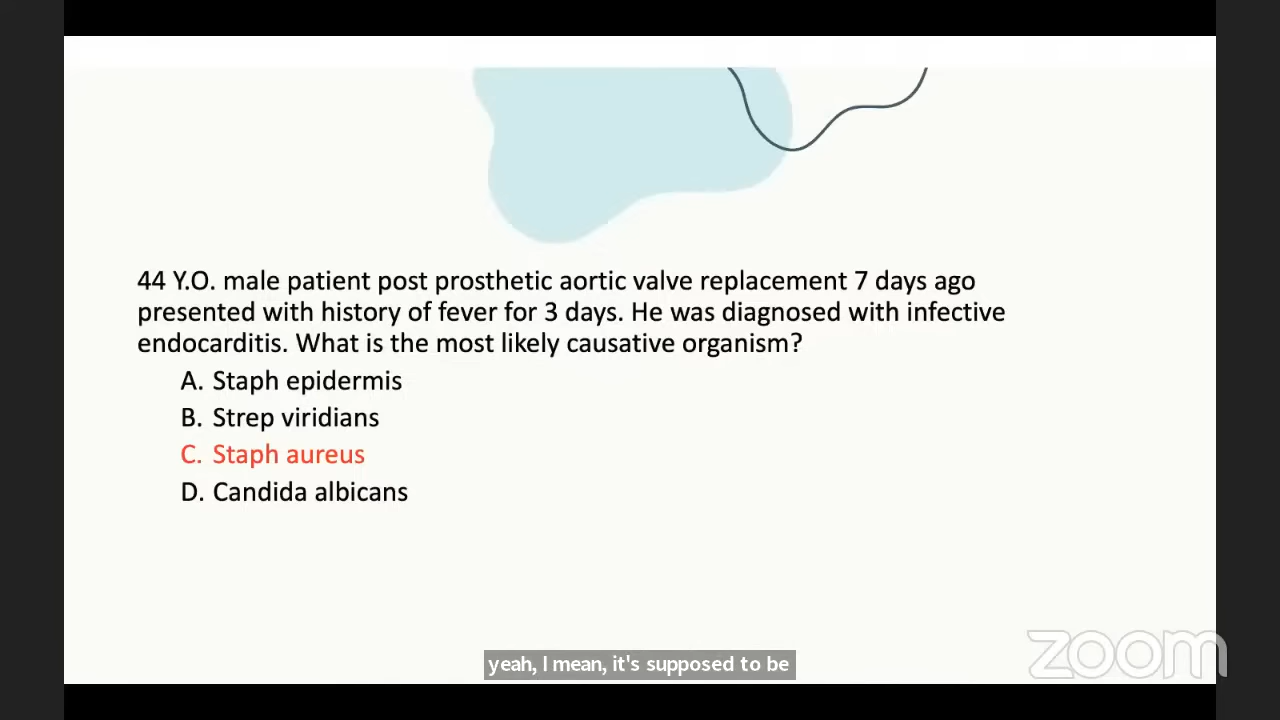 44 Y.O. male patient post prosthetic aortic valve replacement 7 days ago
presented with history of fever for 3 days. He was diagnosed with infective
endocarditis. What is the most likely causative organism?
A. Staph epidermis
B. Strep viridians
C. Staph aureus
D. Candida albicans
zoom
yeah, I mean, it's supposed to be